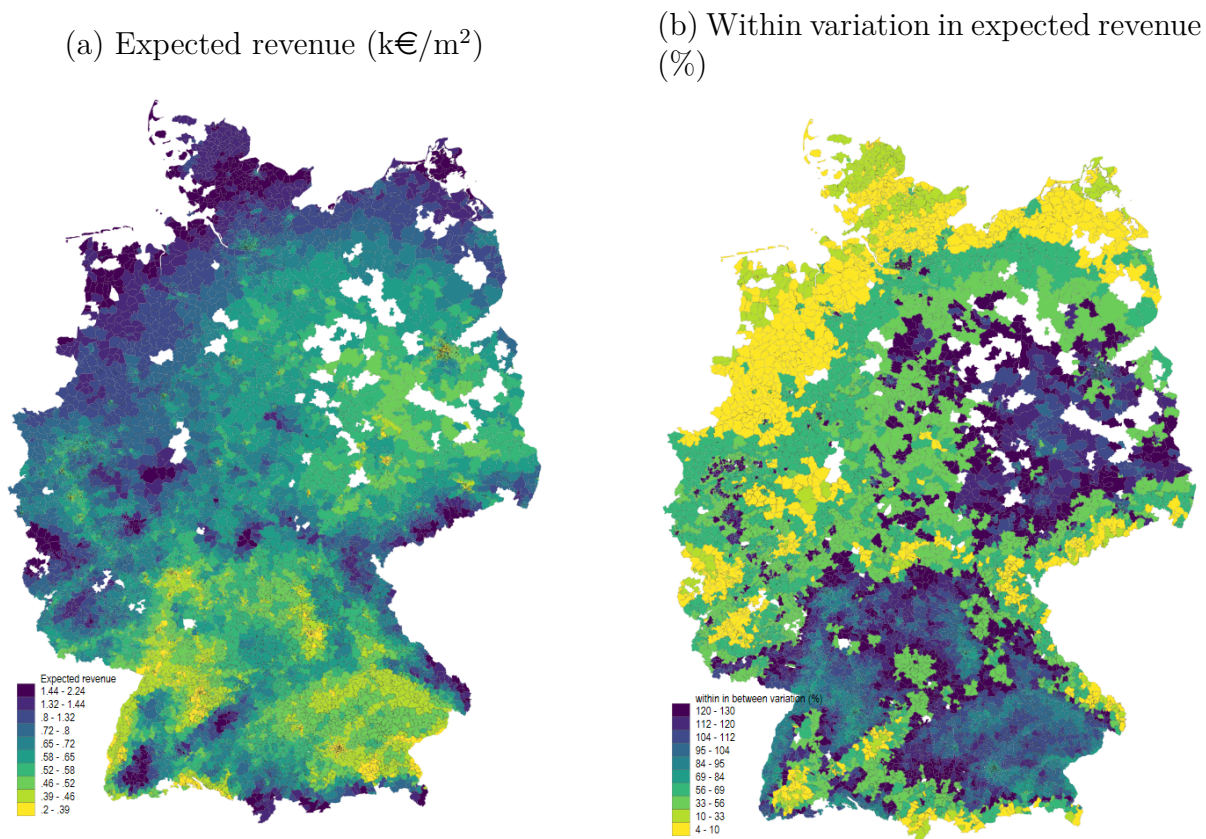 (a) Expected revenue (k€/m²)
(b) Within variation in expected revenue
(%)
Expected revenue
1.44 - 2.24
1.32 - 1.44
.8 - 1.32
.72 - .8
.65 - .72
.58 - .65
.52 - .58
.46 - .52
.39 - .46
.2 - .39
within in between variation (%)
120 - 130
112 - 120
104 - 112
95 - 104
84 - 95
69 - 84
56 - 69
33 - 56
10 - 33
4 - 10